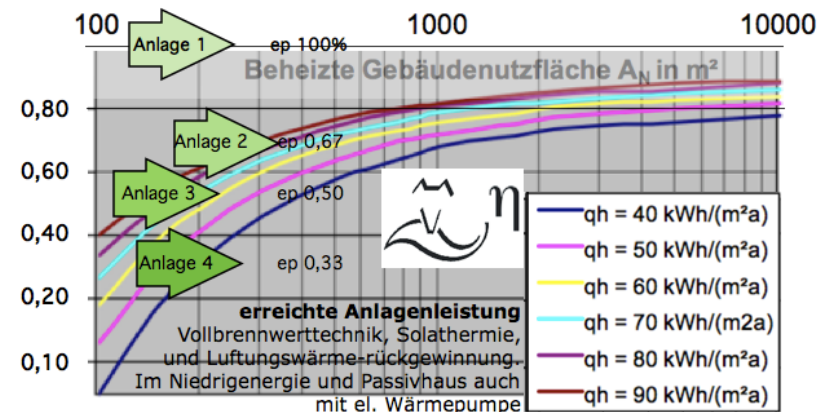 100 1000 10000
Anlage 1 ep 100%
Beheizte Gebäudenutzfläche AN in m²
0,80
Anlage 2 ep 0,67
0,60
Anlage 3 ep 0,50
η
0,40
Anlage 4 ep 0,33
0,20
erreichte Anlagenleistung
Vollbrennwerttechnik, Solathermie,
und Luftungswärme-rückgewinnung.
0,10
Im Niedrigenergie und Passivhaus auch
mit el. Wärmepumpe
qh = 40 kWh/(m²a)
qh = 50 kWh/(m²a)
qh = 60 kWh/(m²a)
qh = 70 kWh/(m2a)
qh = 80 kWh/(m²a)
qh = 90 kWh/(m²a)